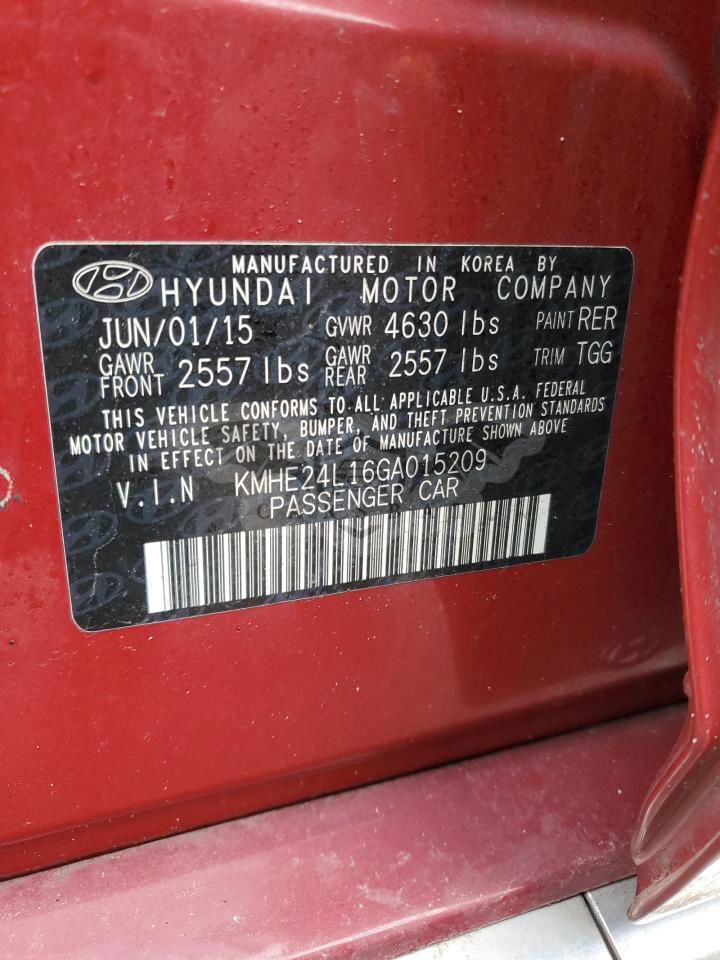 MANUFACTURED IN KOREA BY
HYUNDAI MOTOR COMPANY
JUN/01/15 GVWR 4630 lbs PAINT RER
GAWR FRONT 2557 lbs GAWR REAR 2557 lbs TRIM TGG
THIS VEHICLE CONFORMS TO ALL APPLICABLE U.S.A. FEDERAL
MOTOR VEHICLE SAFETY, BUMPER, AND THEFT PREVENTION STANDARDS
IN EFFECT ON THE DATE OF MANUFACTURE SHOWN ABOVE
V.I.N KMHE24L16GA015209
PASSENGER CAR